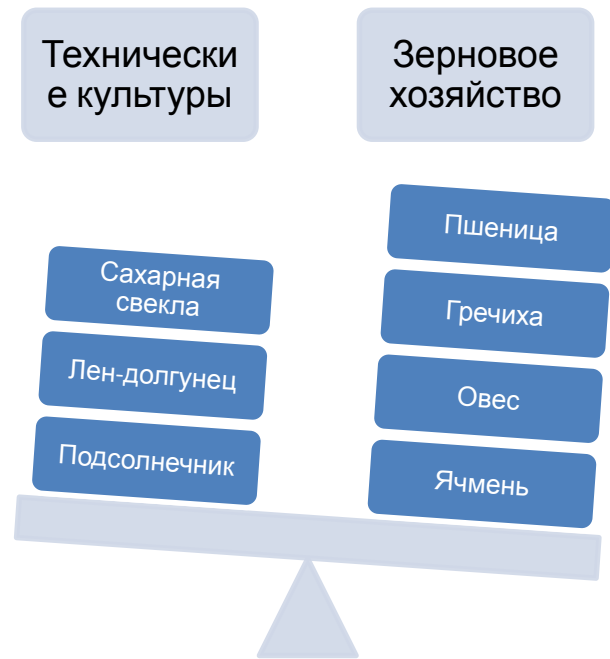 Технически
е культуры
Зерновое
хозяйство
Сахарная
свекла
Лен-долгунец
Подсолнечник
Пшеница
Гречиха
Овес
Ячмень